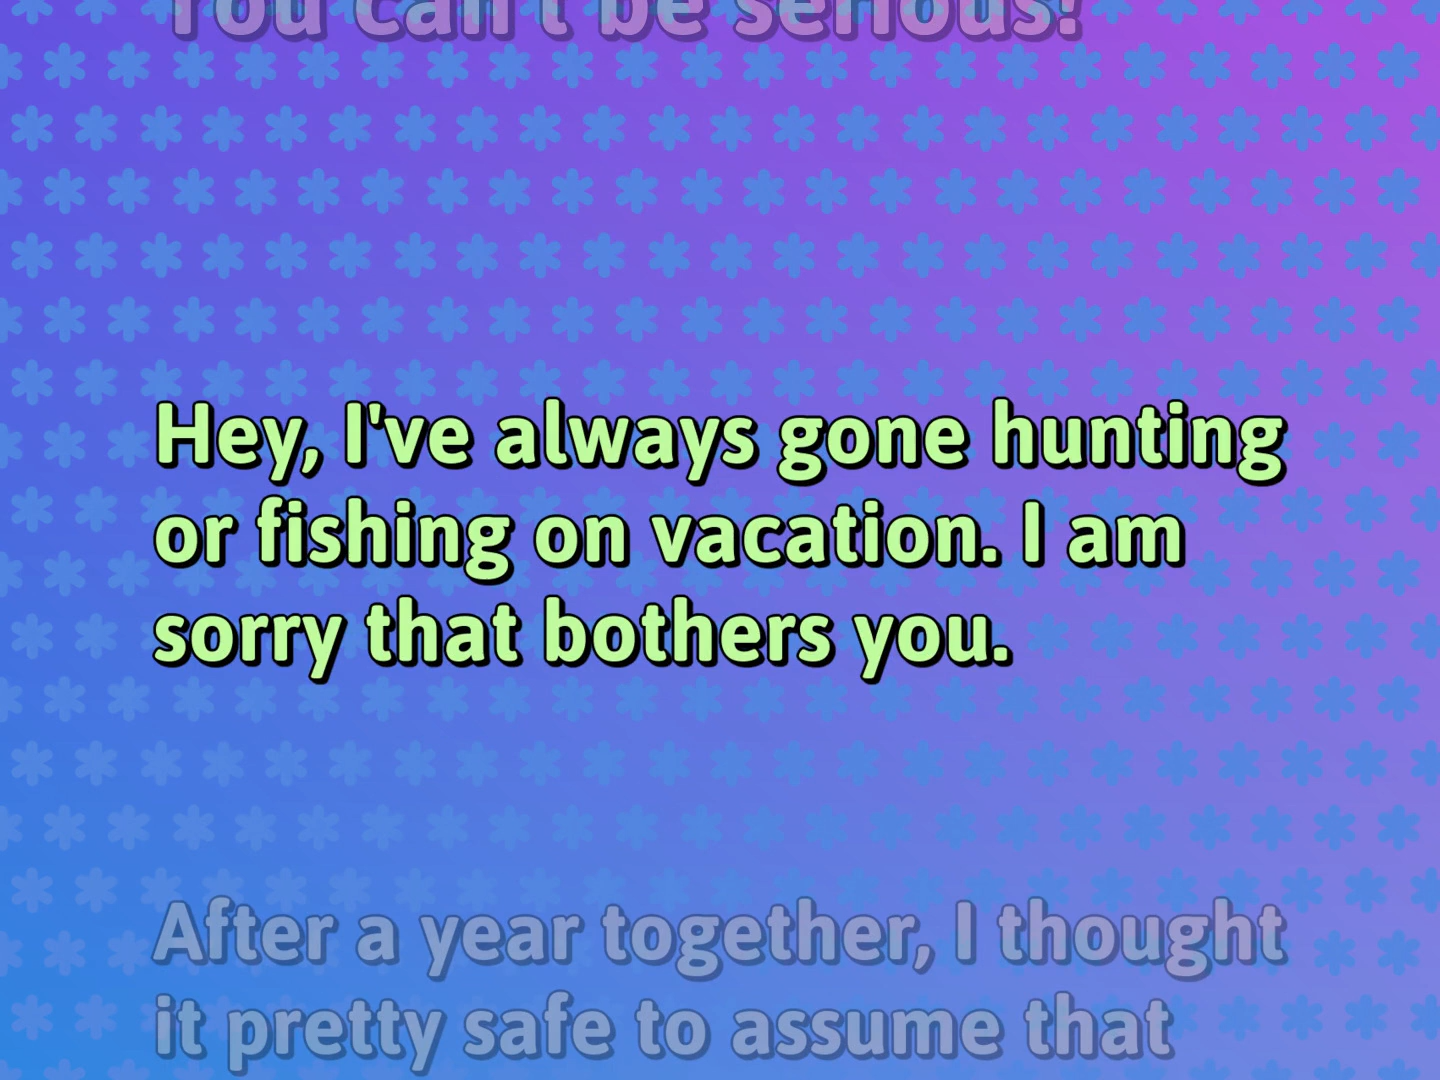 You can't be serious!
Hey, I've always gone hunting
or fishing on vacation. I am
sorry that bothers you.
After a year together, I thought
it pretty safe to assume that